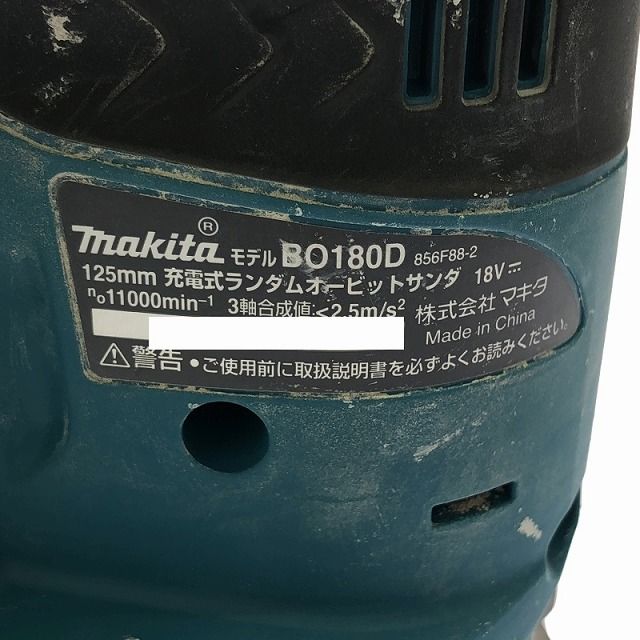 makita® モデル BO180D 856F88-2
125mm 充電式ランダムオービットサンダ 18V⎓
n₀11000min⁻¹ 3軸合成値:<2.5m/s² 株式会社 マキタ
Made in China
⚠警告 •ご使用前に取扱説明書を必ずよくお読みください。